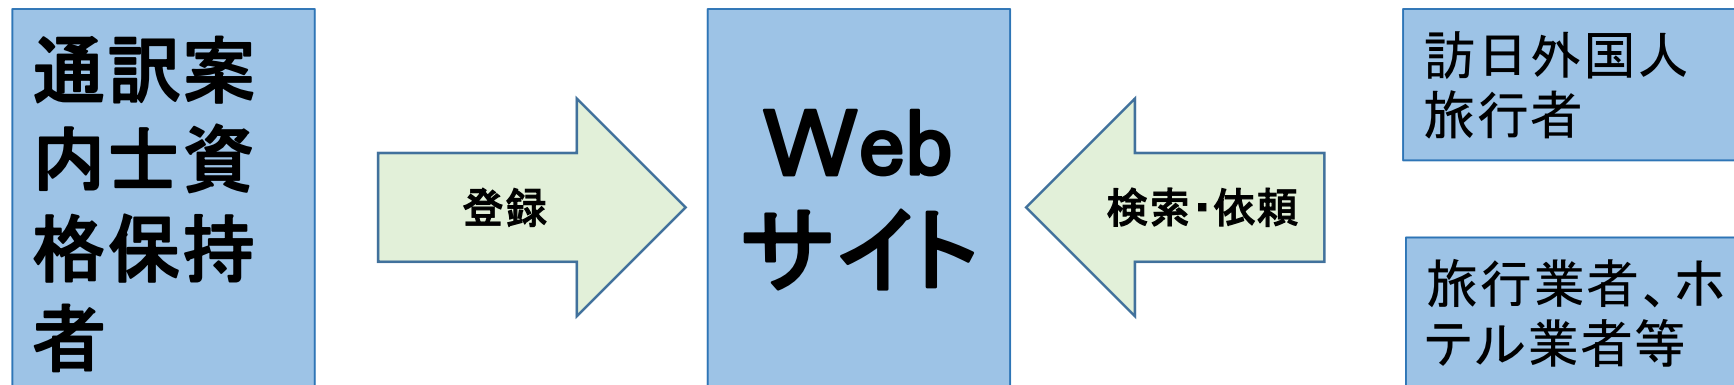 通訳案
内士資
格保持
者
登録
Web
サイト
検索・依頼
訪日外国人
旅行者
旅行業者、ホ
テル業者等